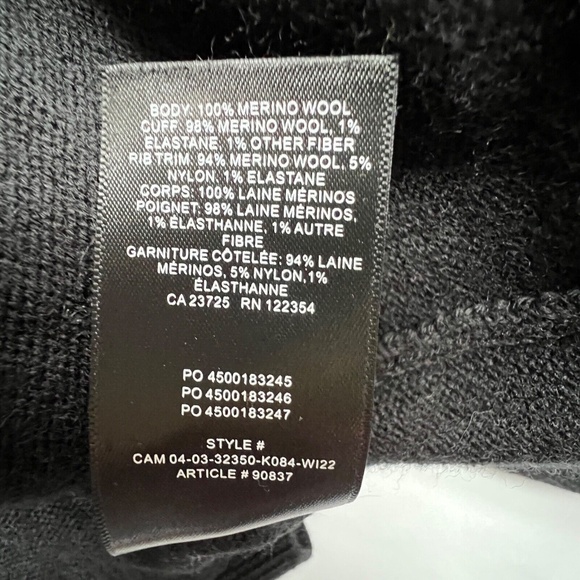 BODY: 100% MERINO WOOL
CUFF: 98% MERINO WOOL, 1%
ELASTANE, 1% OTHER FIBER
RIB TRIM: 94% MERINO WOOL, 5%
NYLON, 1% ELASTANE
CORPS: 100% LAINE MÉRINOS
POIGNET: 98% LAINE MÉRINOS,
1% ÉLASTHANNE, 1% AUTRE
FIBRE
GARNITURE CÔTELÉE: 94% LAINE
MÉRINOS, 5% NYLON,1%
ÉLASTHANNE
CA 23725 RN 122354
PO 4500183245
PO 4500183246
PO 4500183247
STYLE #
CAM 04-03-32350-K084-WI22
ARTICLE # 90837